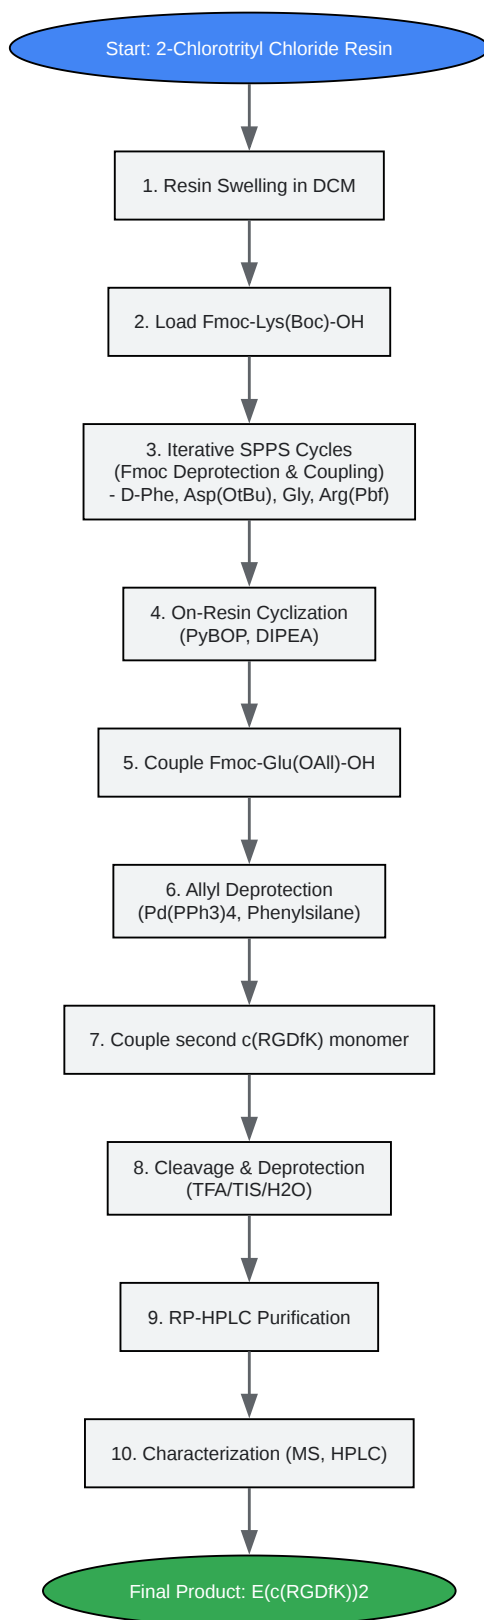 Start: 2-Chlorotrityl Chloride Resin
1. Resin Swelling in DCM
2. Load Fmoc-Lys(Boc)-OH
3. Iterative SPPS Cycles
(Fmoc Deprotection & Coupling)
- D-Phe, Asp(OtBu), Gly, Arg(Pbf)
4. On-Resin Cyclization
(PyBOP, DIPEA)
5. Couple Fmoc-Glu(OAll)-OH
6. Allyl Deprotection
(Pd(PPh3)4, Phenylsilane)
7. Couple second c(RGDfK) monomer
8. Cleavage & Deprotection
(TFA/TIS/H2O)
9. RP-HPLC Purification
10. Characterization (MS, HPLC)
Final Product: E(c(RGDfK))2